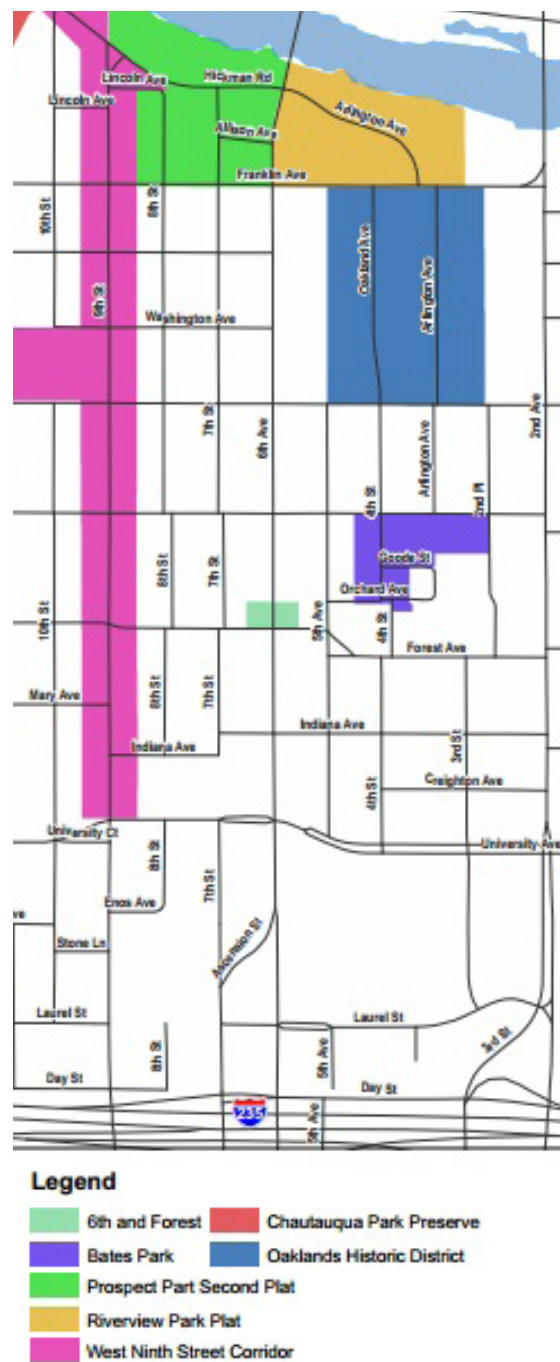 Lincoln Ave
Hickman Rd
Lincoln Ave
Arlington Ave
Allison Ave
Franklin Ave
10th St
8th St
Oakland Ave
Arlington Ave
9th St
Washington Ave
7th St
6th Ave
Arlington Ave
2nd Ave
4th St
2nd Pl
8th St
7th St
Goode St
Orchard Ave
10th St
5th Ave
4th St
Forest Ave
Mary Ave
8th St
7th St
Indiana Ave
3rd St
Indiana Ave
Creighton Ave
4th St
University Ct
University Ave
8th St
7th St
Enos Ave
ve
Stone Ln
Ascension St
Laurel St
Laurel St
8th St
5th Ave
3rd St
Day St
Day St
235
5th Ave
Legend
6th and Forest
Chautauqua Park Preserve
Bates Park
Oaklands Historic District
Prospect Part Second Plat
Riverview Park Plat
West Ninth Street Corridor